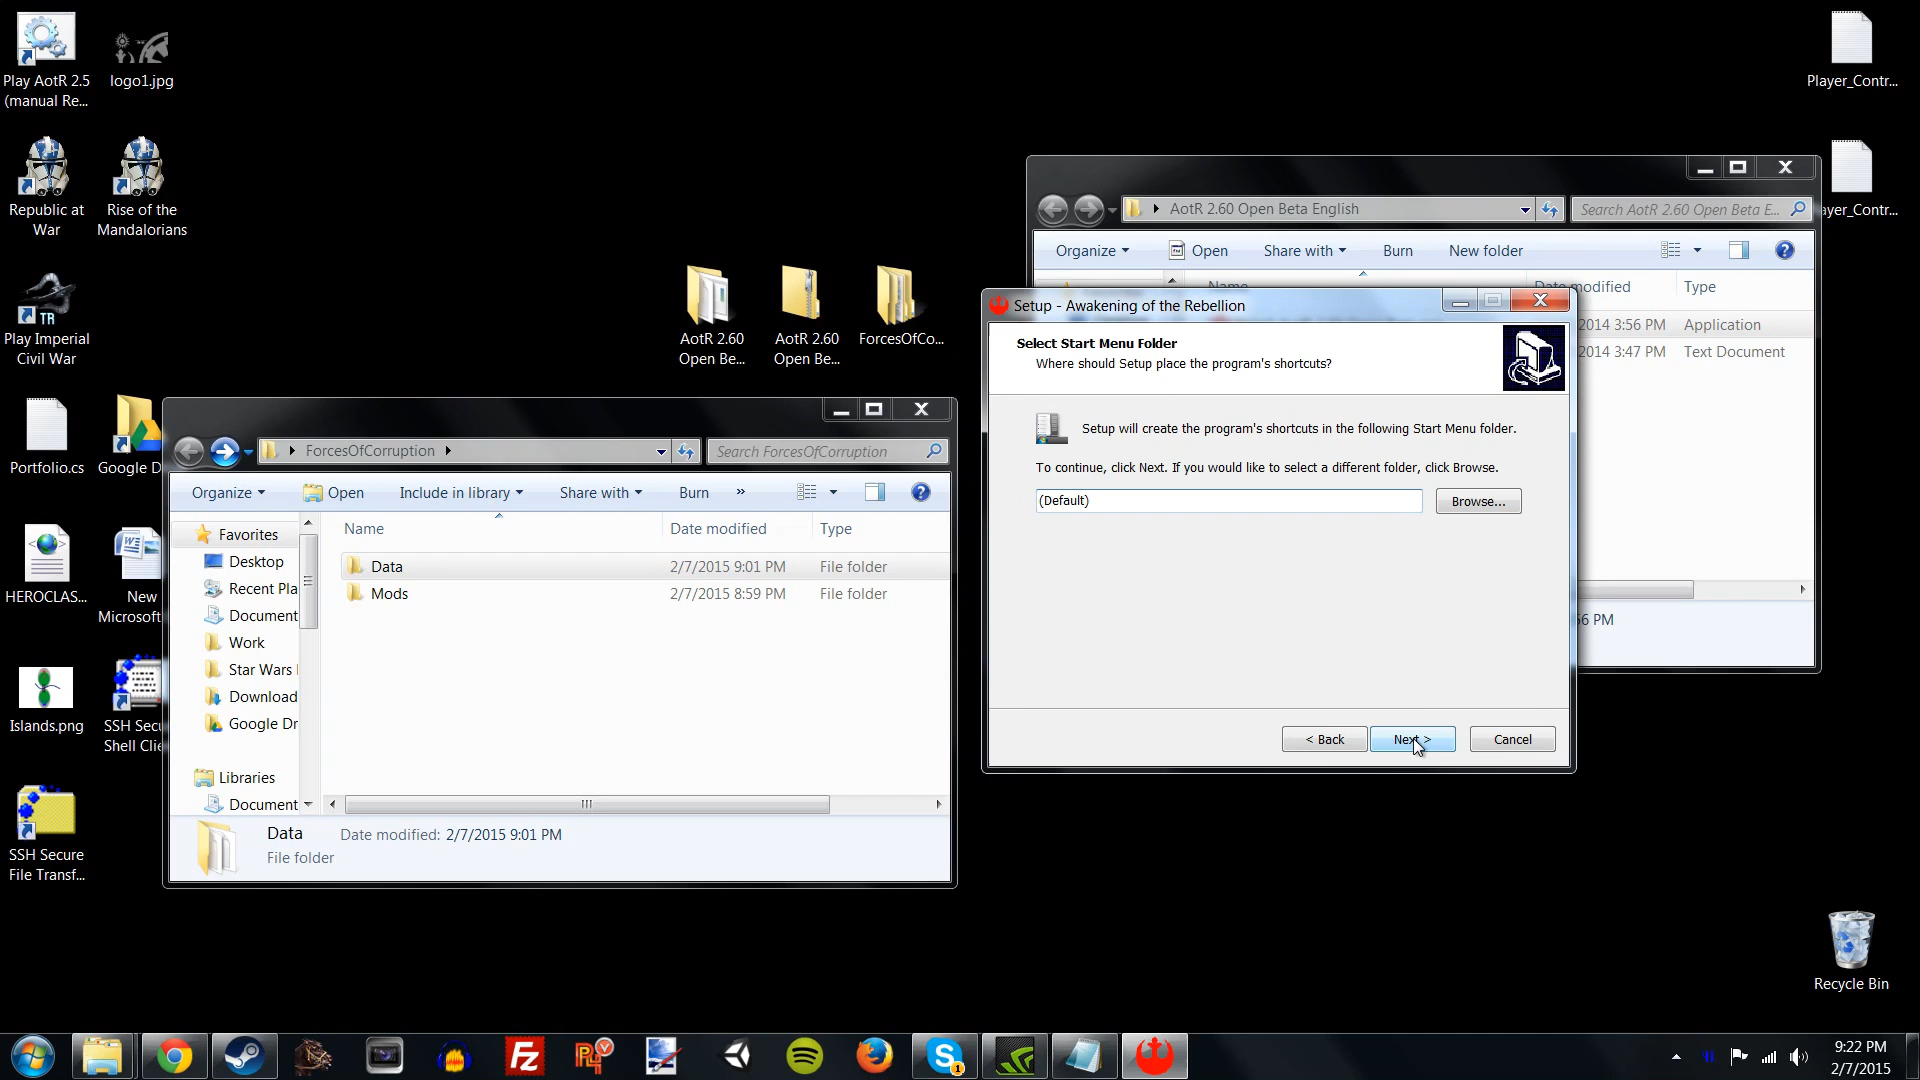 Play AotR 2.5
(manual Re...
logo1.jpg
Player_Contr...
Republic at
War
Rise of the
Mandalorians
ayer_Contr...
AotR 2.60 Open Beta English
Search AotR 2.60 Open Beta E...
Organize
Open
Share with
Burn
New folder
Name
Date modified
Type
2014 3:56 PM
Application
2014 3:47 PM
Text Document
56 PM
Play Imperial
Civil War
TR
AotR 2.60
Open Be...
AotR 2.60
Open Be...
ForcesOfCo...
Setup - Awakening of the Rebellion
Select Start Menu Folder
Where should Setup place the program's shortcuts?
Setup will create the program's shortcuts in the following Start Menu folder.
To continue, click Next. If you would like to select a different folder, click Browse.
(Default)
Browse...
< Back
Next >
Cancel
Portfolio.cs
Google D
ForcesOfCorruption
Search ForcesOfCorruption
Organize
Open
Include in library
Share with
Burn
»
Name
Date modified
Type
Favorites
Desktop
Recent Pla
Document
Work
Star Wars
Download
Google Dr
Libraries
Document
Data
2/7/2015 9:01 PM
File folder
Mods
2/7/2015 8:59 PM
File folder
Data
Date modified: 2/7/2015 9:01 PM
File folder
HEROCLAS...
New
Microsoft
Islands.png
SSH Secu
Shell Clie
SSH Secure
File Transf...
Recycle Bin
Fz
9:22 PM
2/7/2015